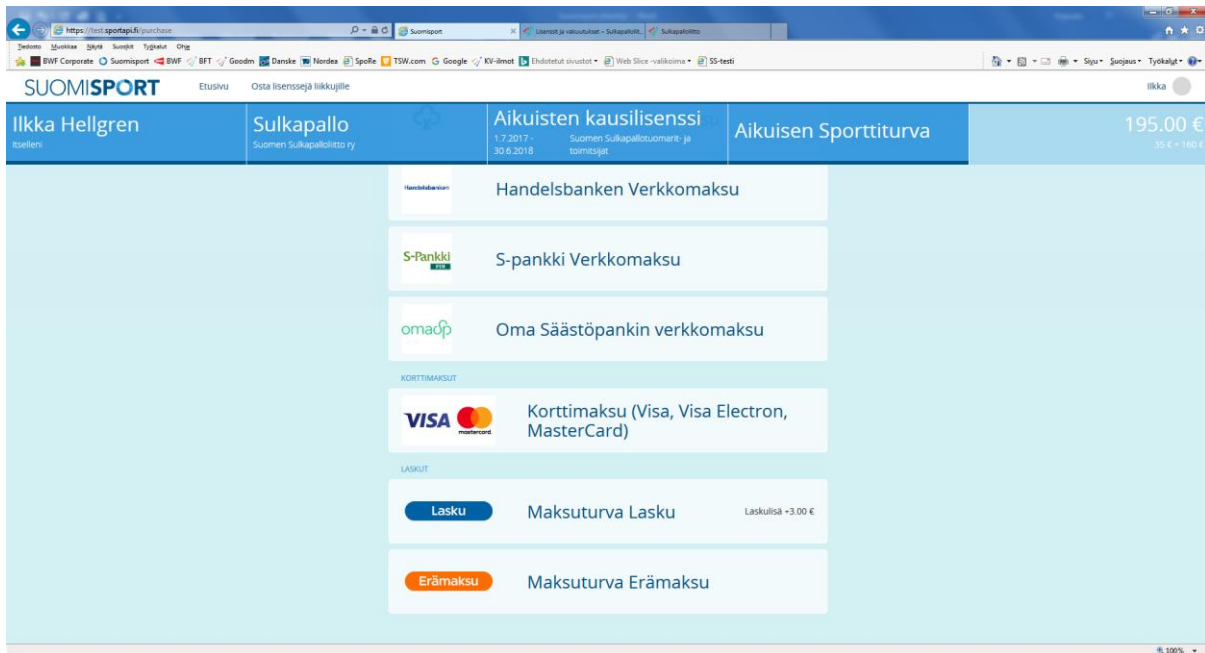 https://test.sportapi.fi/purchase
Suomisport
Lisenssit ja vakuutukset – Sulkapallolit...
Sulkapalloliitto
Tiedosto Muokkaa Näytä Suosikit Työkalut Ohje
BWF Corporate Suomisport BWF BFT Goodm Danske Nordea SpoRe TSW.com Google KV-ilmot Ehdotetut sivustot Web Slice -valikoima SS-testi
Sivu Suojaus Työkalut
SUOMISPORT Etusivu Osta lisenssejä liikkujille Ilkka
Ilkka Hellgren
Itselleni
Sulkapallo
Suomen Sulkapalloliitto ry
Aikuisten kausilisenssi
1.7.2017 -
30.6.2018
Suomen Sulkapallotuomarit- ja
toimitsijat
Aikuisen Sporttiturva
195.00 €
35 € + 160 €
Handelsbanken Handelsbanken Verkkomaksu
S-Pankki S-pankki Verkkomaksu
omasp Oma Säästöpankin verkkomaksu
KORTTIMAKSUT
VISA mastercard Korttimaksu (Visa, Visa Electron,
MasterCard)
LASKUT
Lasku Maksuturva Lasku Laskulisä +3.00 €
Erämaksu Maksuturva Erämaksu
100%